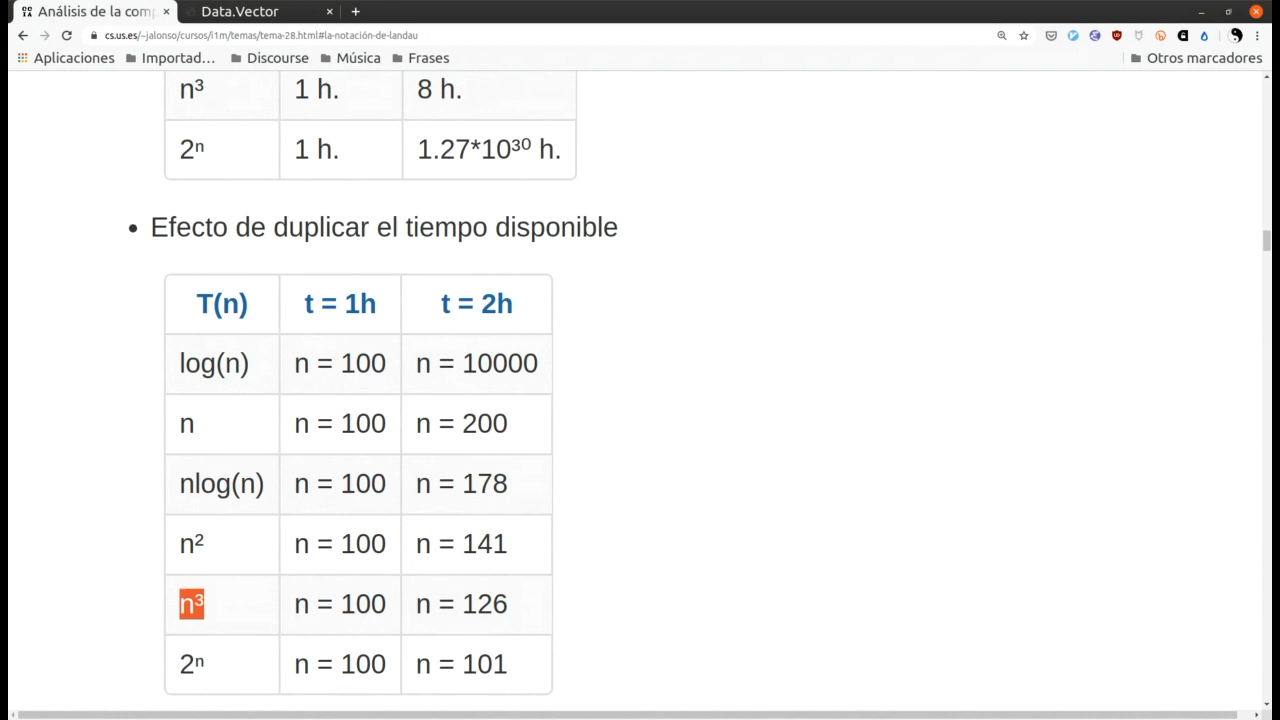 Análisis de la comp
Data.Vector
cs.us.es/~jalonso/cursos/i1m/temas/tema-28.html#la-notación-de-landau
Aplicaciones Importad… Discourse Música Frases Otros marcadores
n³ 1 h. 8 h.
2ⁿ 1 h. 1.27*10³⁰ h.
• Efecto de duplicar el tiempo disponible
T(n) t = 1h t = 2h
log(n) n = 100 n = 10000
n n = 100 n = 200
nlog(n) n = 100 n = 178
n² n = 100 n = 141
n³ n = 100 n = 126
2ⁿ n = 100 n = 101